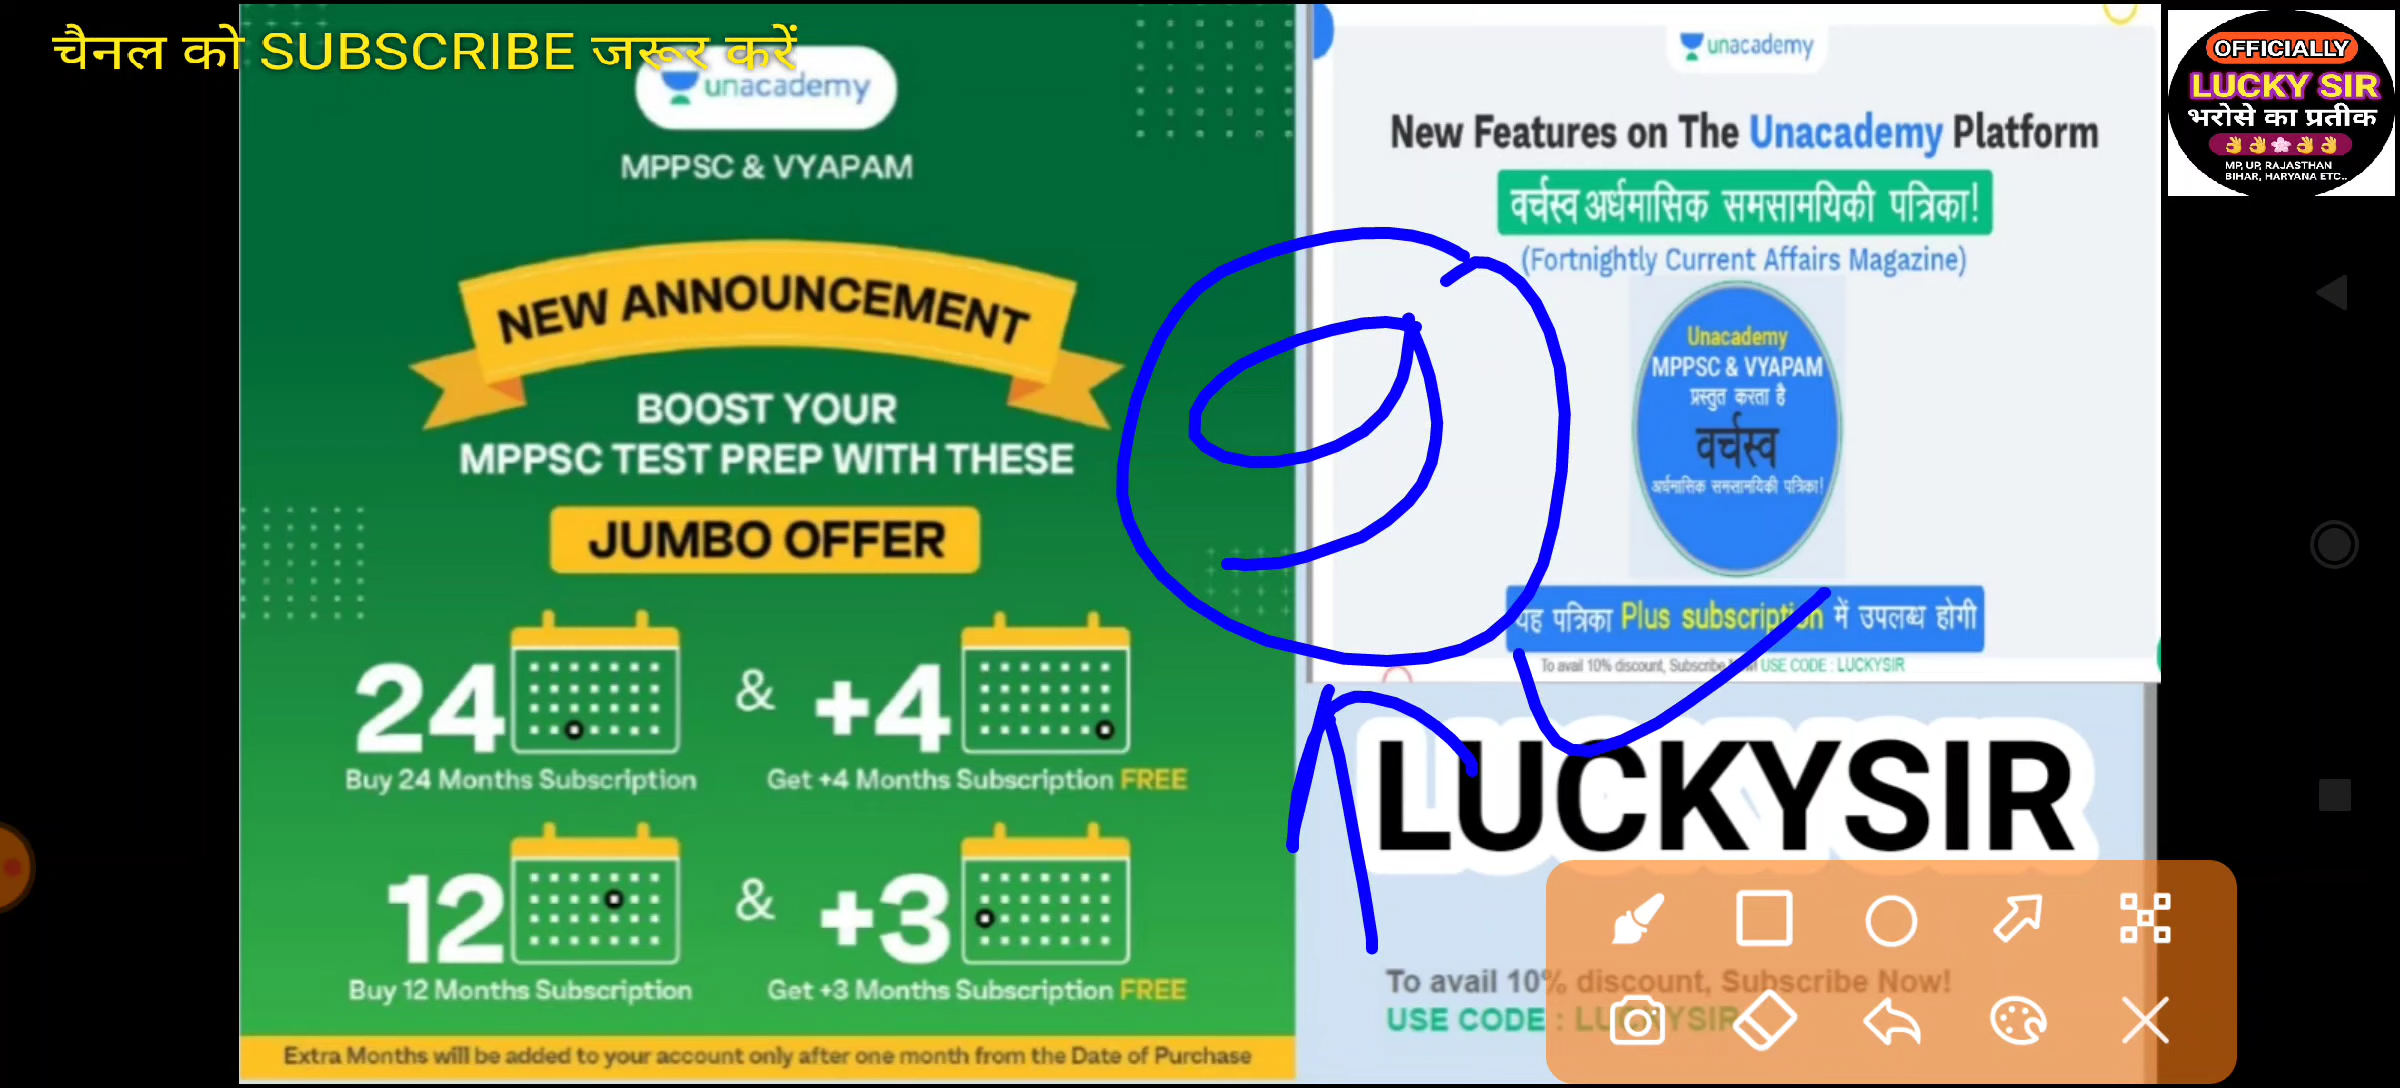 चैनल को SUBSCRIBE जरूर करें
unacademy
MPPSC & VYAPAM
NEW ANNOUNCEMENT
BOOST YOUR
MPPSC TEST PREP WITH THESE
JUMBO OFFER
24 & +4
Buy 24 Months Subscription Get +4 Months Subscription FREE
12 & +3
Buy 12 Months Subscription Get +3 Months Subscription FREE
Extra Months will be added to your account only after one month from the Date of Purchase
unacademy
New Features on The Unacademy Platform
वर्चस्व अर्धमासिक समसामयिकी पत्रिका!
(Fortnightly Current Affairs Magazine)
Unacademy
MPPSC & VYAPAM
प्रस्तुत करता है
वर्चस्व
अर्धमासिक समसामयिकी पत्रिका!
यह पत्रिका Plus subscription में उपलब्ध होगी
To avail 10% discount, Subscribe USE CODE : LUCKYSIR
LUCKYSIR
To avail 10% discount, Subscribe Now!
USE CODE : LUCKYSIR
OFFICIALLY
LUCKY SIR
भरोसे का प्रतीक
MP, UP, RAJASTHAN
BIHAR, HARYANA ETC..